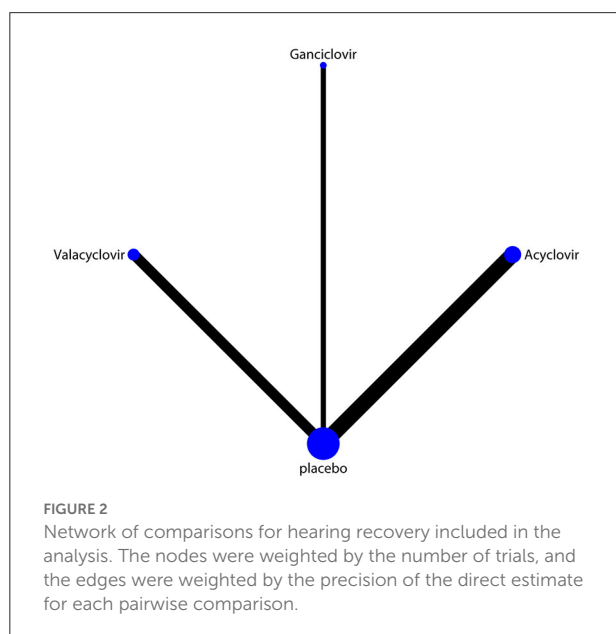 Ganciclovir
Valacyclovir
Acyclovir
placebo
FIGURE 2
Network of comparisons for hearing recovery included in the
analysis. The nodes were weighted by the number of trials, and
the edges were weighted by the precision of the direct estimate
for each pairwise comparison.